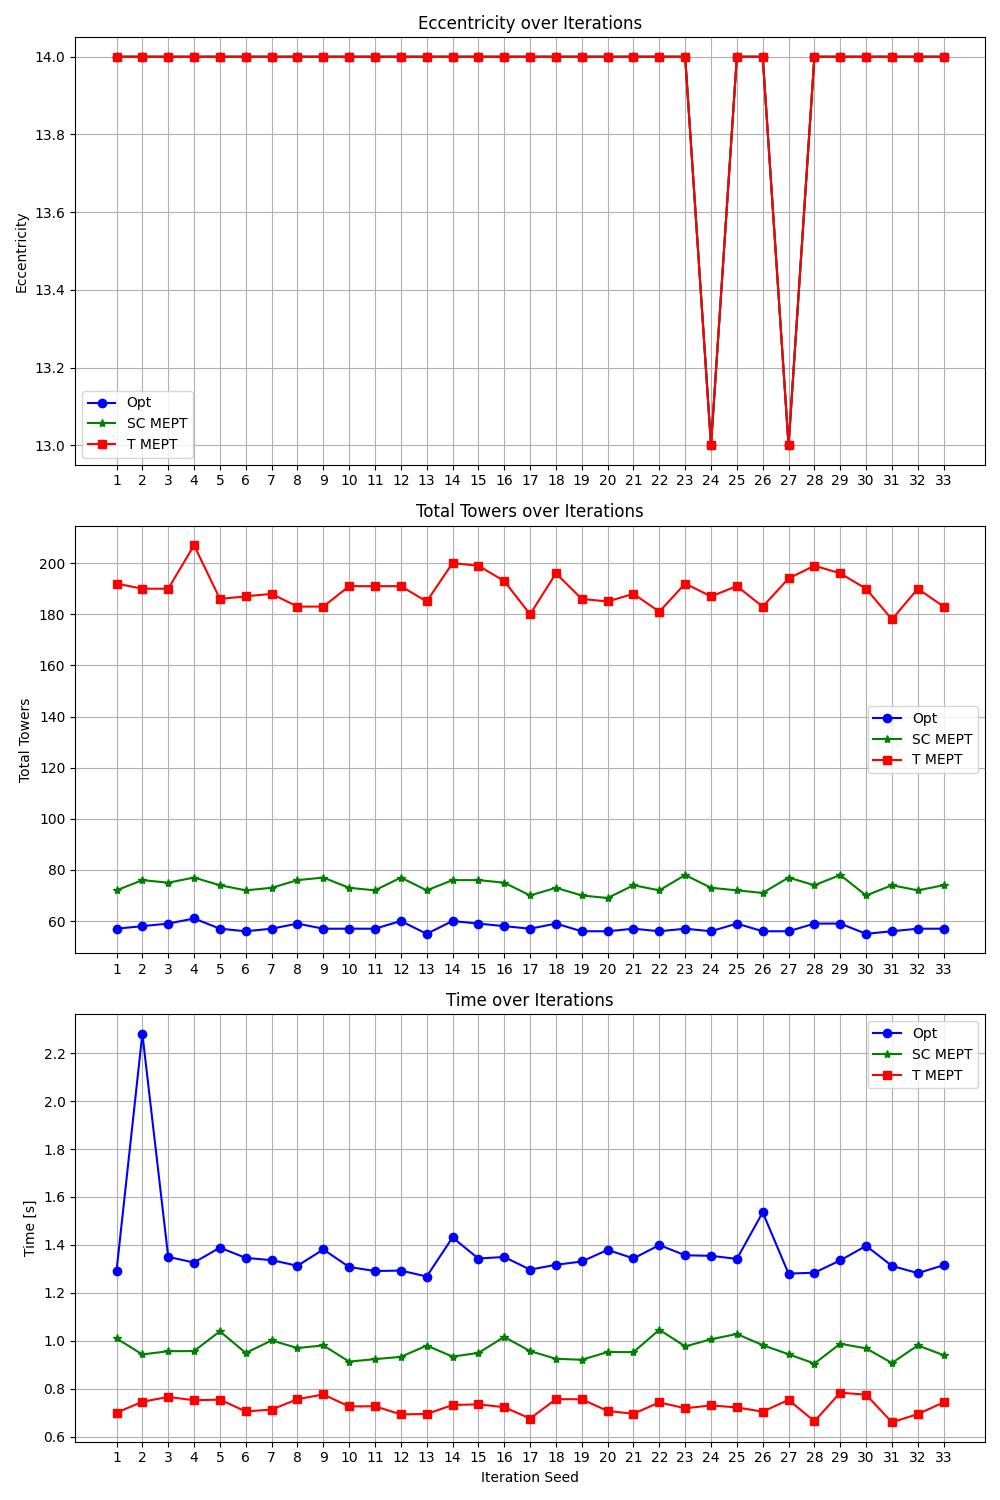 Eccentricity over Iterations
14.0
13.8
13.6
13.4
13.2
13.0
Eccentricity
Opt
SC MEPT
T MEPT
1 2 3 4 5 6 7 8 9 10 11 12 13 14 15 16 17 18 19 20 21 22 23 24 25 26 27 28 29 30 31 32 33
Total Towers over Iterations
200
180
160
140
120
100
80
60
Total Towers
Opt
SC MEPT
T MEPT
1 2 3 4 5 6 7 8 9 10 11 12 13 14 15 16 17 18 19 20 21 22 23 24 25 26 27 28 29 30 31 32 33
Time over Iterations
2.2
2.0
1.8
1.6
1.4
1.2
1.0
0.8
0.6
Time [s]
Opt
SC MEPT
T MEPT
1 2 3 4 5 6 7 8 9 10 11 12 13 14 15 16 17 18 19 20 21 22 23 24 25 26 27 28 29 30 31 32 33
Iteration Seed